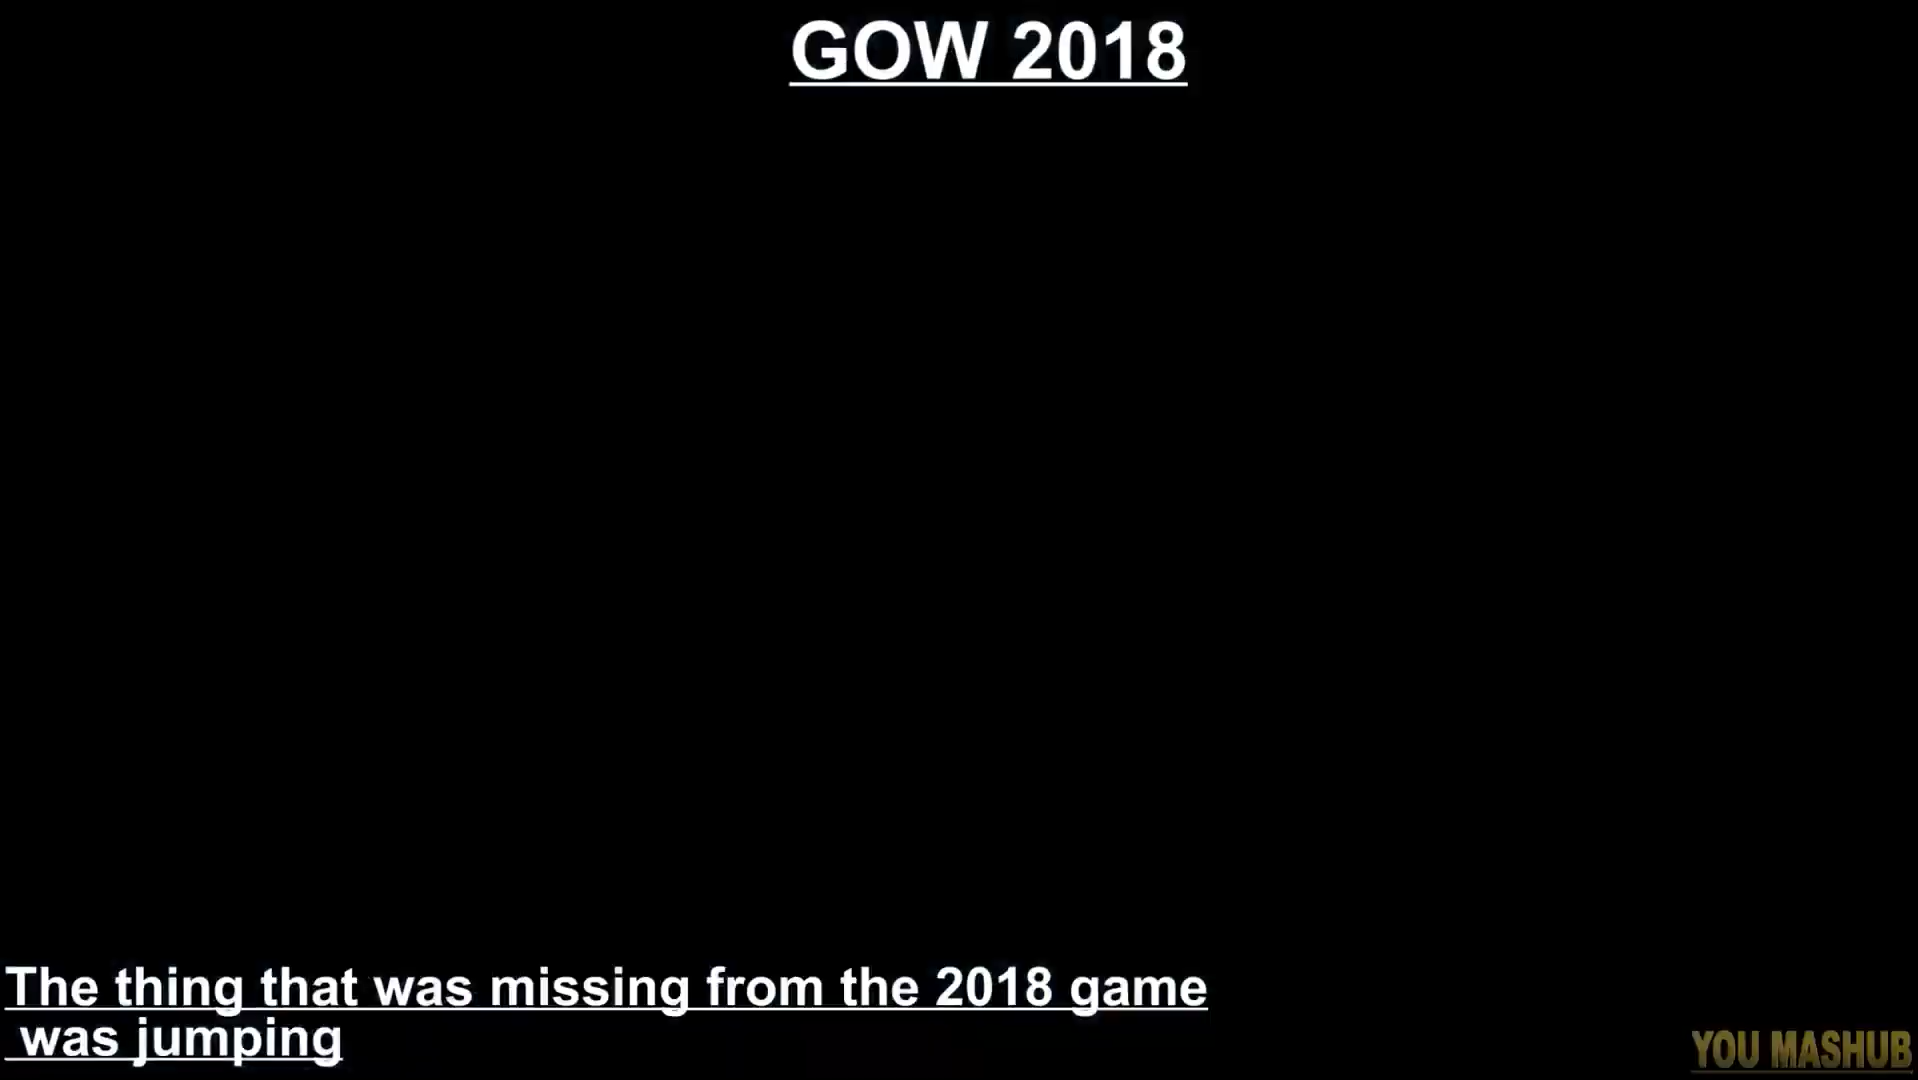 GOW 2018
The thing that was missing from the 2018 game
was jumping
YOU MASHUB